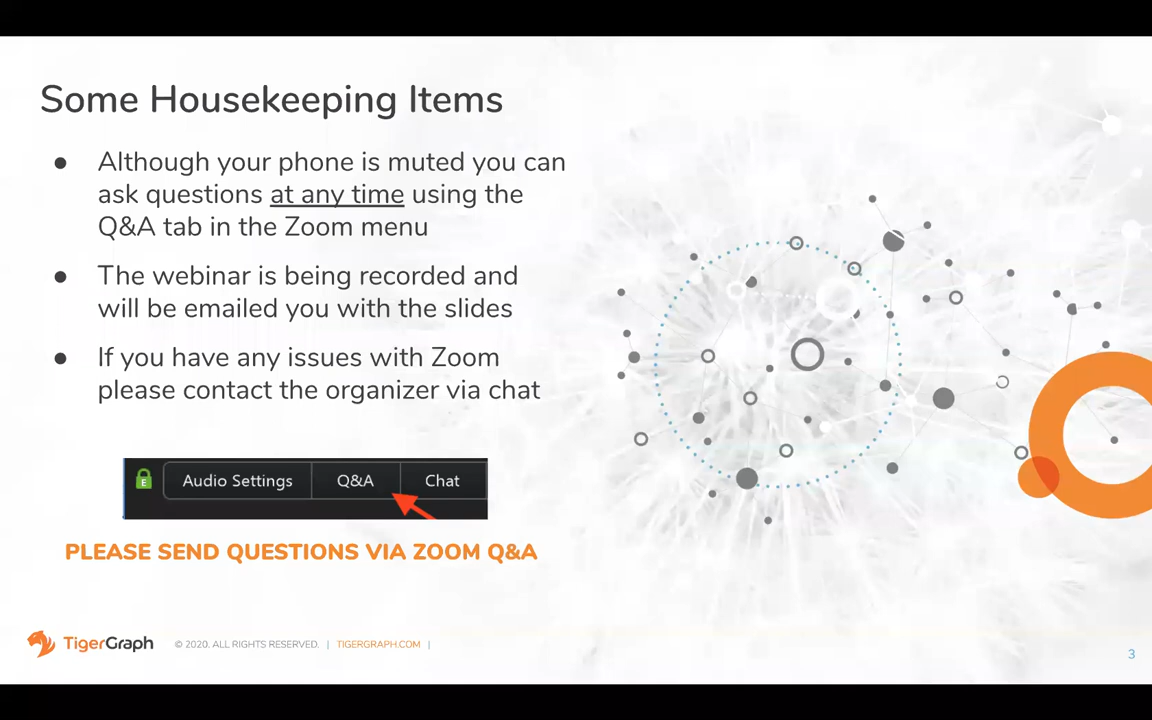 Some Housekeeping Items
● Although your phone is muted you can
ask questions at any time using the
Q&A tab in the Zoom menu
● The webinar is being recorded and
will be emailed you with the slides
● If you have any issues with Zoom
please contact the organizer via chat
E Audio Settings Q&A Chat
PLEASE SEND QUESTIONS VIA ZOOM Q&A
TigerGraph © 2020. ALL RIGHTS RESERVED. | TIGERGRAPH.COM |
3